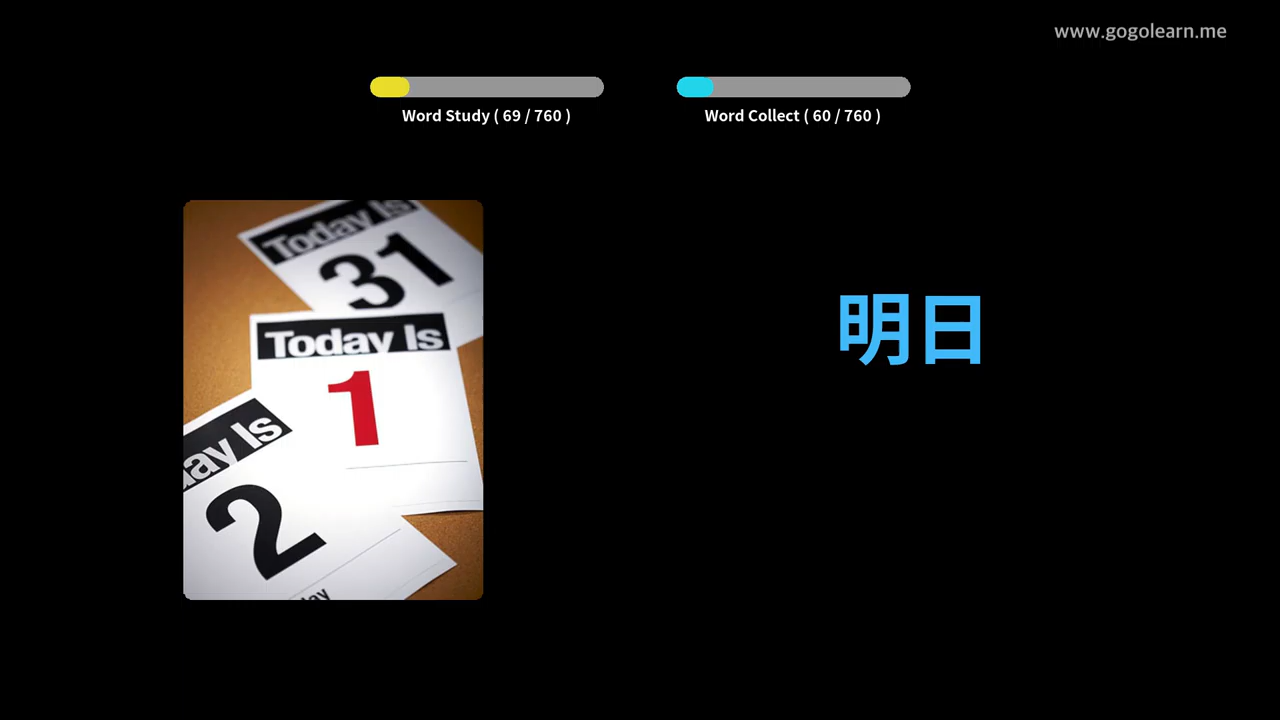 www.gogolearn.me
Word Study ( 69 / 760 )
Word Collect ( 60 / 760 )
Today Is
31
Today Is
1
ay Is
2
明日